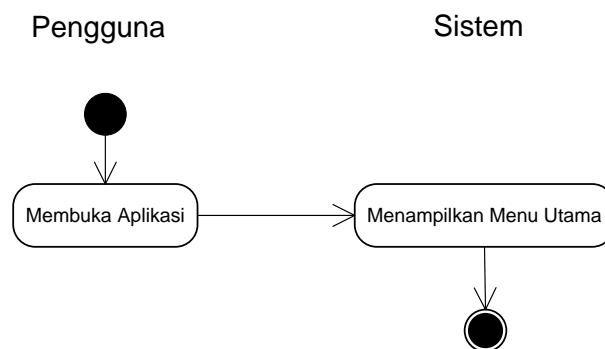 Pengguna
Sistem
Membuka Aplikasi
Menampilkan Menu Utama